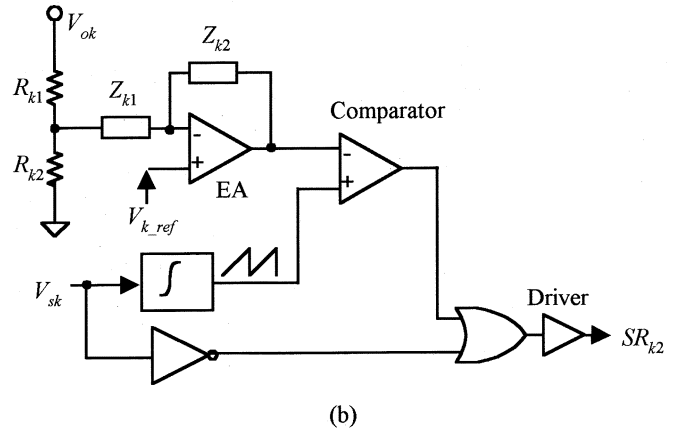 V_ok
Z_k2
R_k1
Z_k1
Comparator
-
-
+
+
R_k2
EA
V_k_ref
∫
V_sk
Driver
SR_k2
(b)